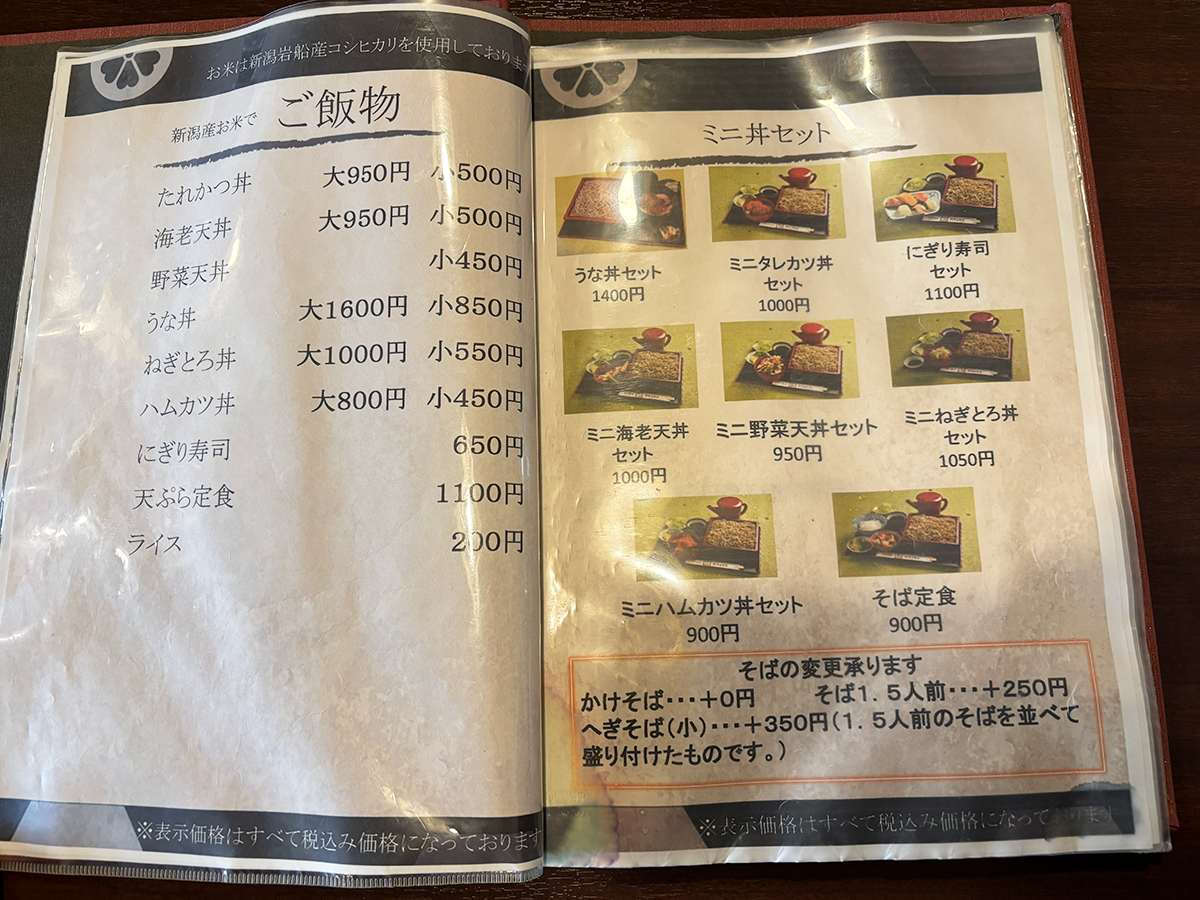 お米は新潟岩船産コシヒカリを使用しております
新潟産お米で ご飯物
たれかつ丼 大950円 小500円
海老天丼 大950円 小500円
野菜天丼 小450円
うな丼 大1600円 小850円
ねぎとろ丼 大1000円 小550円
ハムカツ丼 大800円 小450円
にぎり寿司 650円
天ぷら定食 1100円
ライス 200円
※表示価格はすべて税込み価格になっております
ミニ丼セット
うな丼セット
1400円
ミニタレカツ丼
セット
1000円
にぎり寿司
セット
1100円
ミニ海老天丼
セット
1000円
ミニ野菜天丼セット
950円
ミニねぎとろ丼
セット
1050円
ミニハムカツ丼セット
900円
そば定食
900円
そばの変更承ります
かけそば・・・＋0円 そば1．5人前・・・＋250円
へぎそば（小）・・・＋350円（1．5人前のそばを並べて
盛り付けたものです。）
※表示価格はすべて税込み価格になっております